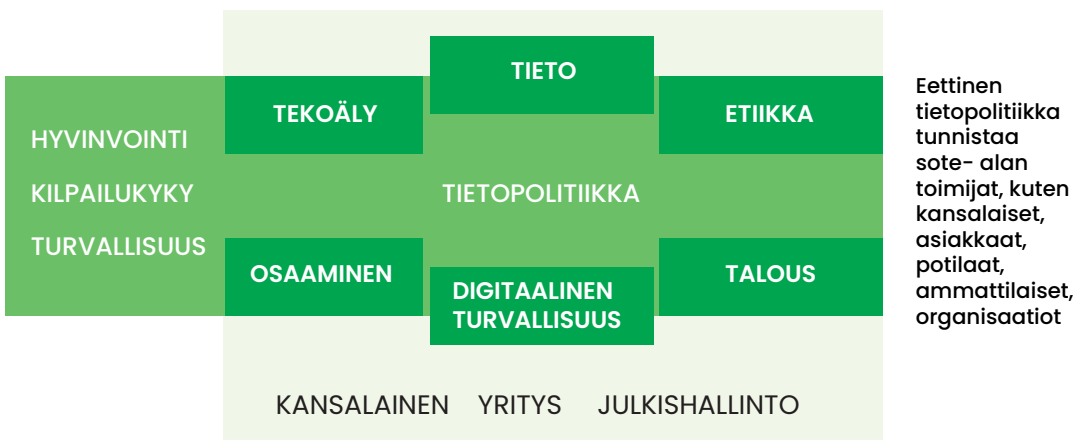 HYVINVOINTI
KILPAILUKYKY
TURVALLISUUS
TEKOÄLY
TIETO
ETIIKKA
TIETOPOLITIIKKA
OSAAMINEN
DIGITAALINEN
TURVALLISUUS
TALOUS
KANSALAINEN YRITYS JULKISHALLINTO
Eettinen
tietopolitiikka
tunnistaa
sote- alan
toimijat, kuten
kansalaiset,
asiakkaat,
potilaat,
ammattilaiset,
organisaatiot